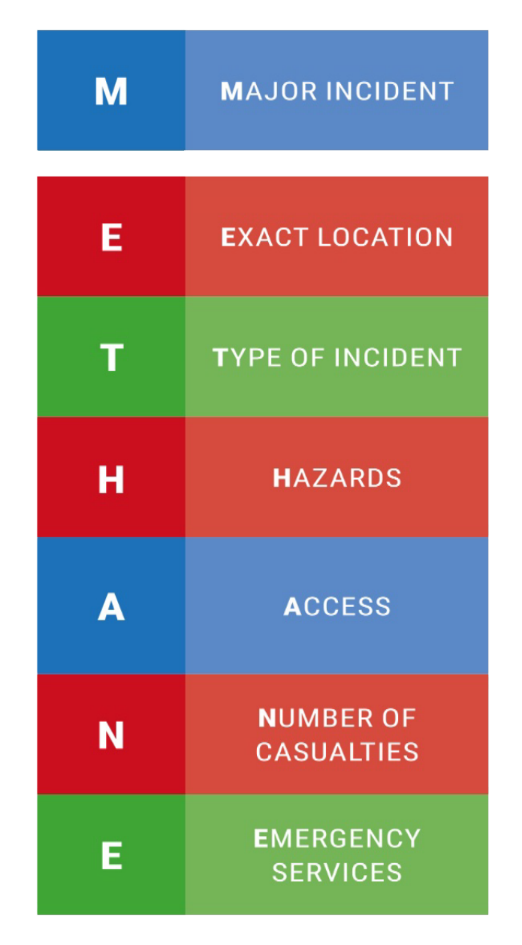 M MAJOR INCIDENT
E EXACT LOCATION
T TYPE OF INCIDENT
H HAZARDS
A ACCESS
N NUMBER OF
CASUALTIES
E EMERGENCY
SERVICES